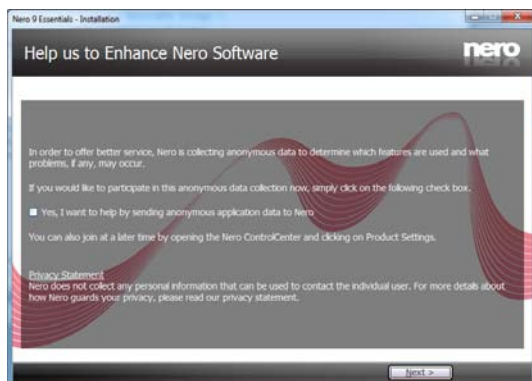 Nero 9 Essentials - Installation
Help us to Enhance Nero Software
nero
In order to offer better service, Nero is collecting anonymous data to determine which features are used and what
problems, if any, may occur.
If you would like to participate in this anonymous data collection now, simply click on the following check box.
Yes, I want to help by sending anonymous application data to Nero
You can also join at a later time by opening the Nero ControlCenter and clicking on Product Settings.
Privacy Statement
Nero does not collect any personal information that can be used to contact the individual user. For more details about
how Nero guards your privacy, please read our privacy statement.
Next >